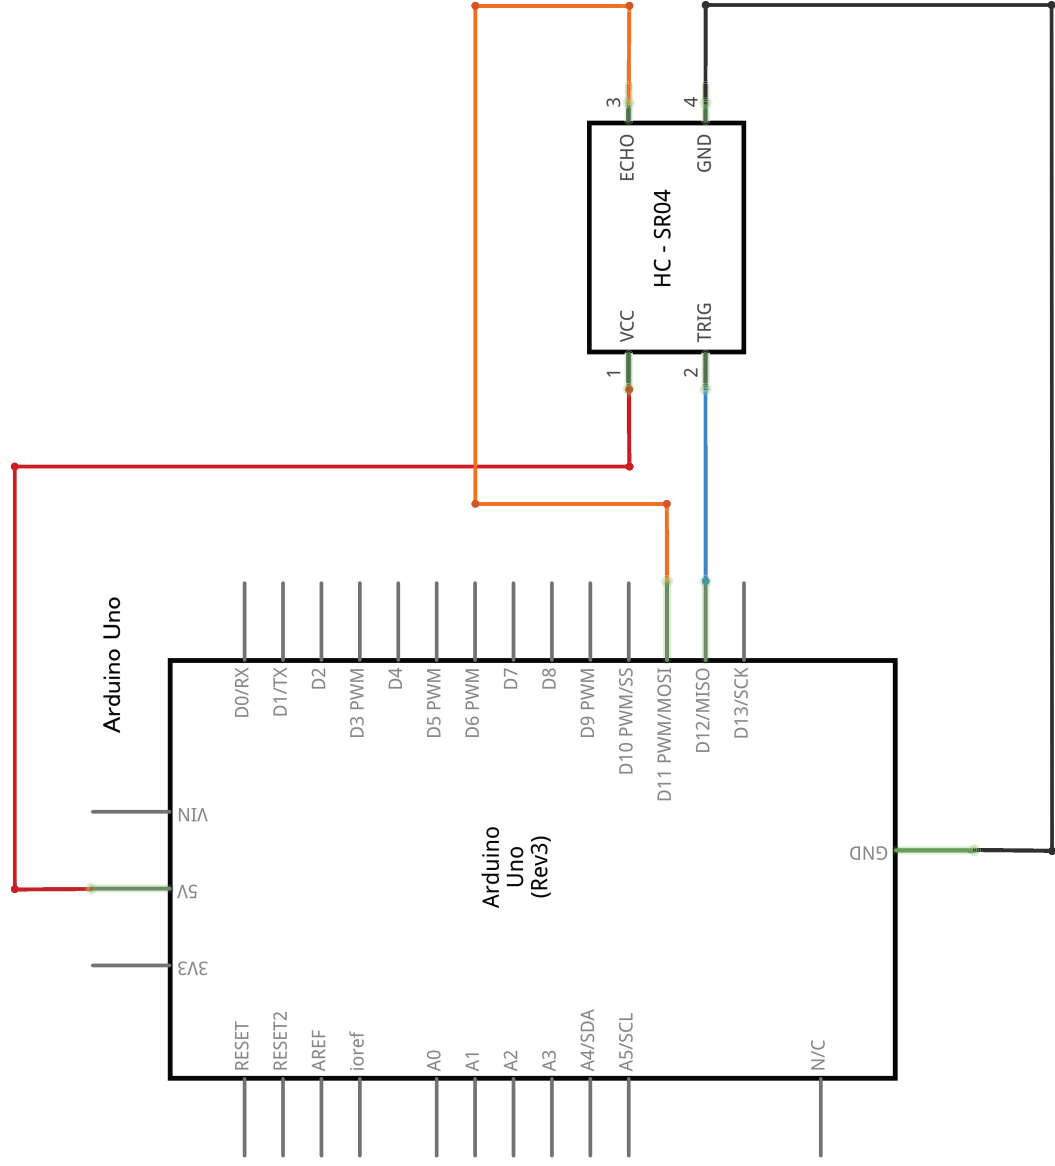 3
4
ECHO
GND
HC - SR04
VCC
TRIG
1
2
Arduino Uno
D0/RX
D1/TX
D2
D3 PWM
D4
D5 PWM
D6 PWM
D7
D8
D9 PWM
D10 PWM/SS
D11 PWM/MOSI
D12/MISO
D13/SCK
VIN
5V
3V3
Arduino
Uno
(Rev3)
GND
RESET
RESET2
AREF
ioref
A0
A1
A2
A3
A4/SDA
A5/SCL
N/C